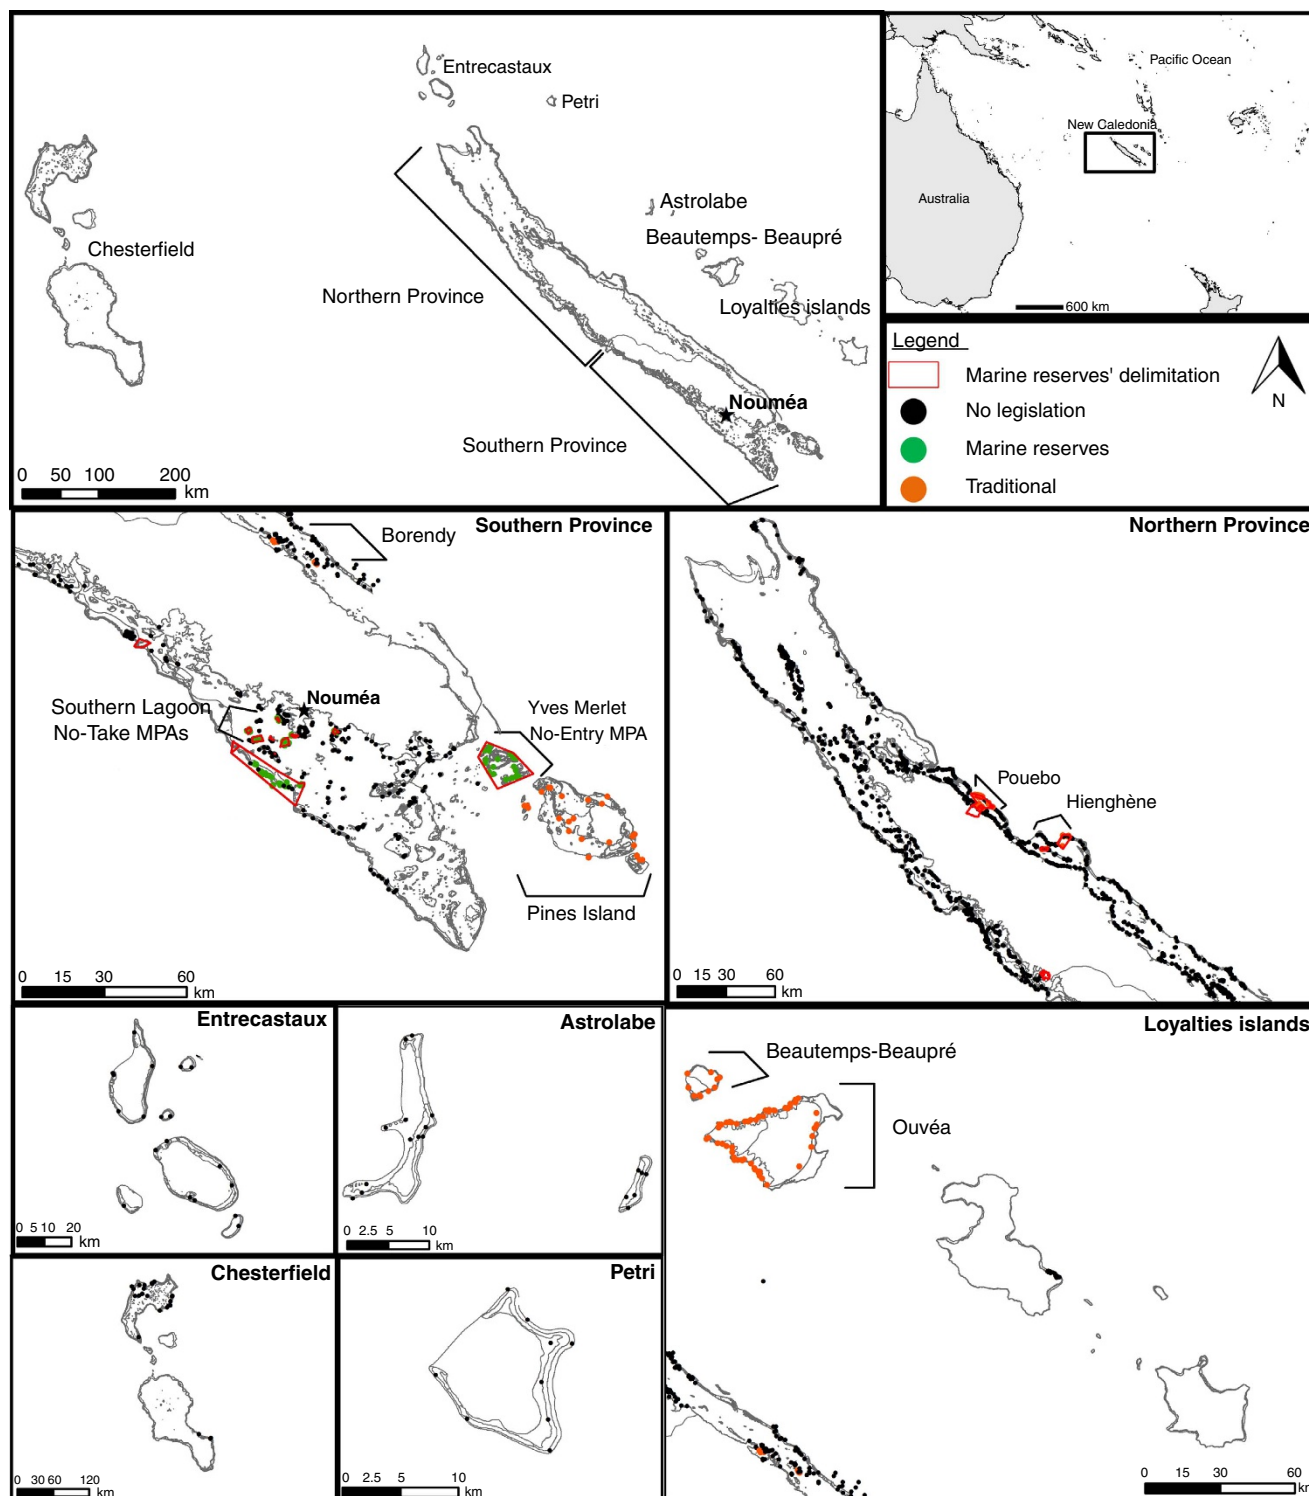 Entrecastaux
Petri
Chesterfield
Astrolabe
Beautemps- Beaupré
Loyalties islands
Northern Province
Nouméa
Southern Province
0 50 100 200
km
Pacific Ocean
New Caledonia
Australia
600 km
Legend
Marine reserves' delimitation
No legislation
Marine reserves
Traditional
N
Southern Province
Borendy
Southern Lagoon
No-Take MPAs
Nouméa
Yves Merlet
No-Entry MPA
Pines Island
0 15 30 60
km
Northern Province
Pouebo
Hienghène
0 15 30 60
km
Entrecastaux
0 5 10 20
km
Astrolabe
0 2.5 5 10
km
Loyalties islands
Beautemps-Beaupré
Ouvéa
0 15 30 60
km
Chesterfield
0 30 60 120
km
Petri
0 2.5 5 10
km